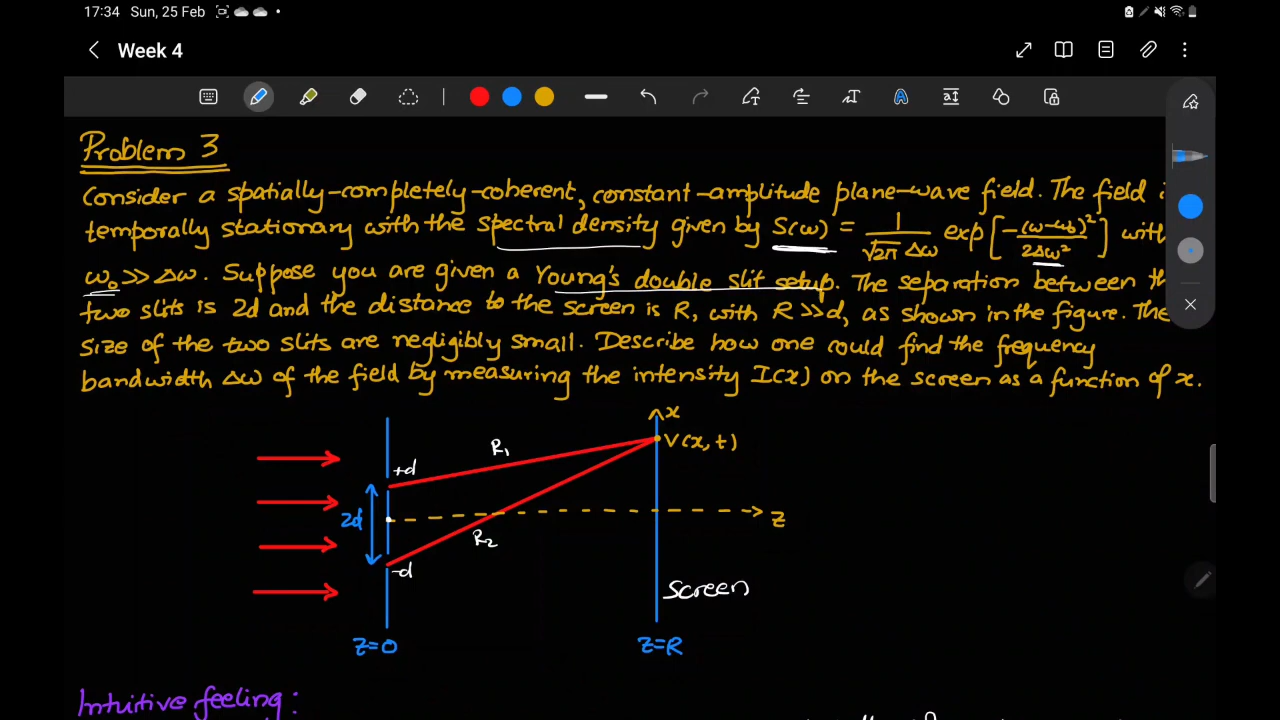 17:34 Sun, 25 Feb
Week 4
Problem 3
Consider a spatially-completely-coherent, constant-amplitude plane-wave field. The field i
temporally stationary with the spectral density given by S(ω) = 1/(√2π Δω) exp[-(ω-ω₀)²/2Δω²] with
ω₀ >> Δω. Suppose you are given a Young's double slit setup. The separation between th
two slits is 2d and the distance to the screen is R, with R >> d, as shown in the figure. The
size of the two slits are negligibly small. Describe how one could find the frequency
bandwidth Δω of the field by measuring the intensity I(x) on the screen as a function of x.
x
R₁
V(x, t)
+d
2d
z
R₂
-d
Screen
z=0
z=R
Intuitive feeling: